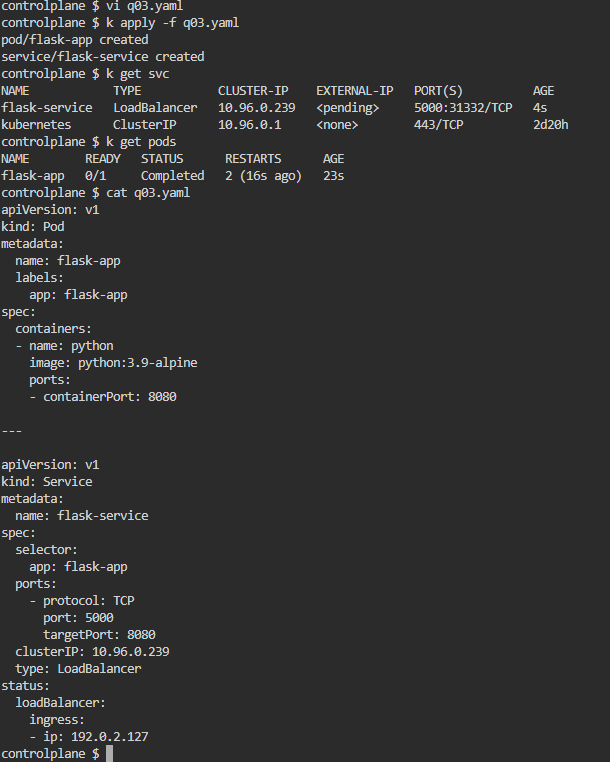 controlplane $ vi q03.yaml
controlplane $ k apply -f q03.yaml
pod/flask-app created
service/flask-service created
controlplane $ k get svc
NAME            TYPE           CLUSTER-IP    EXTERNAL-IP   PORT(S)          AGE
flask-service   LoadBalancer   10.96.0.239   <pending>     5000:31332/TCP   4s
kubernetes      ClusterIP      10.96.0.1     <none>        443/TCP          2d20h
controlplane $ k get pods
NAME        READY   STATUS      RESTARTS      AGE
flask-app   0/1     Completed   2 (16s ago)   23s
controlplane $ cat q03.yaml
apiVersion: v1
kind: Pod
metadata:
  name: flask-app
  labels:
    app: flask-app
spec:
  containers:
  - name: python
    image: python:3.9-alpine
    ports:
    - containerPort: 8080

---

apiVersion: v1
kind: Service
metadata:
  name: flask-service
spec:
  selector:
    app: flask-app
  ports:
    - protocol: TCP
      port: 5000
      targetPort: 8080
  clusterIP: 10.96.0.239
  type: LoadBalancer
status:
  loadBalancer:
    ingress:
    - ip: 192.0.2.127
controlplane $